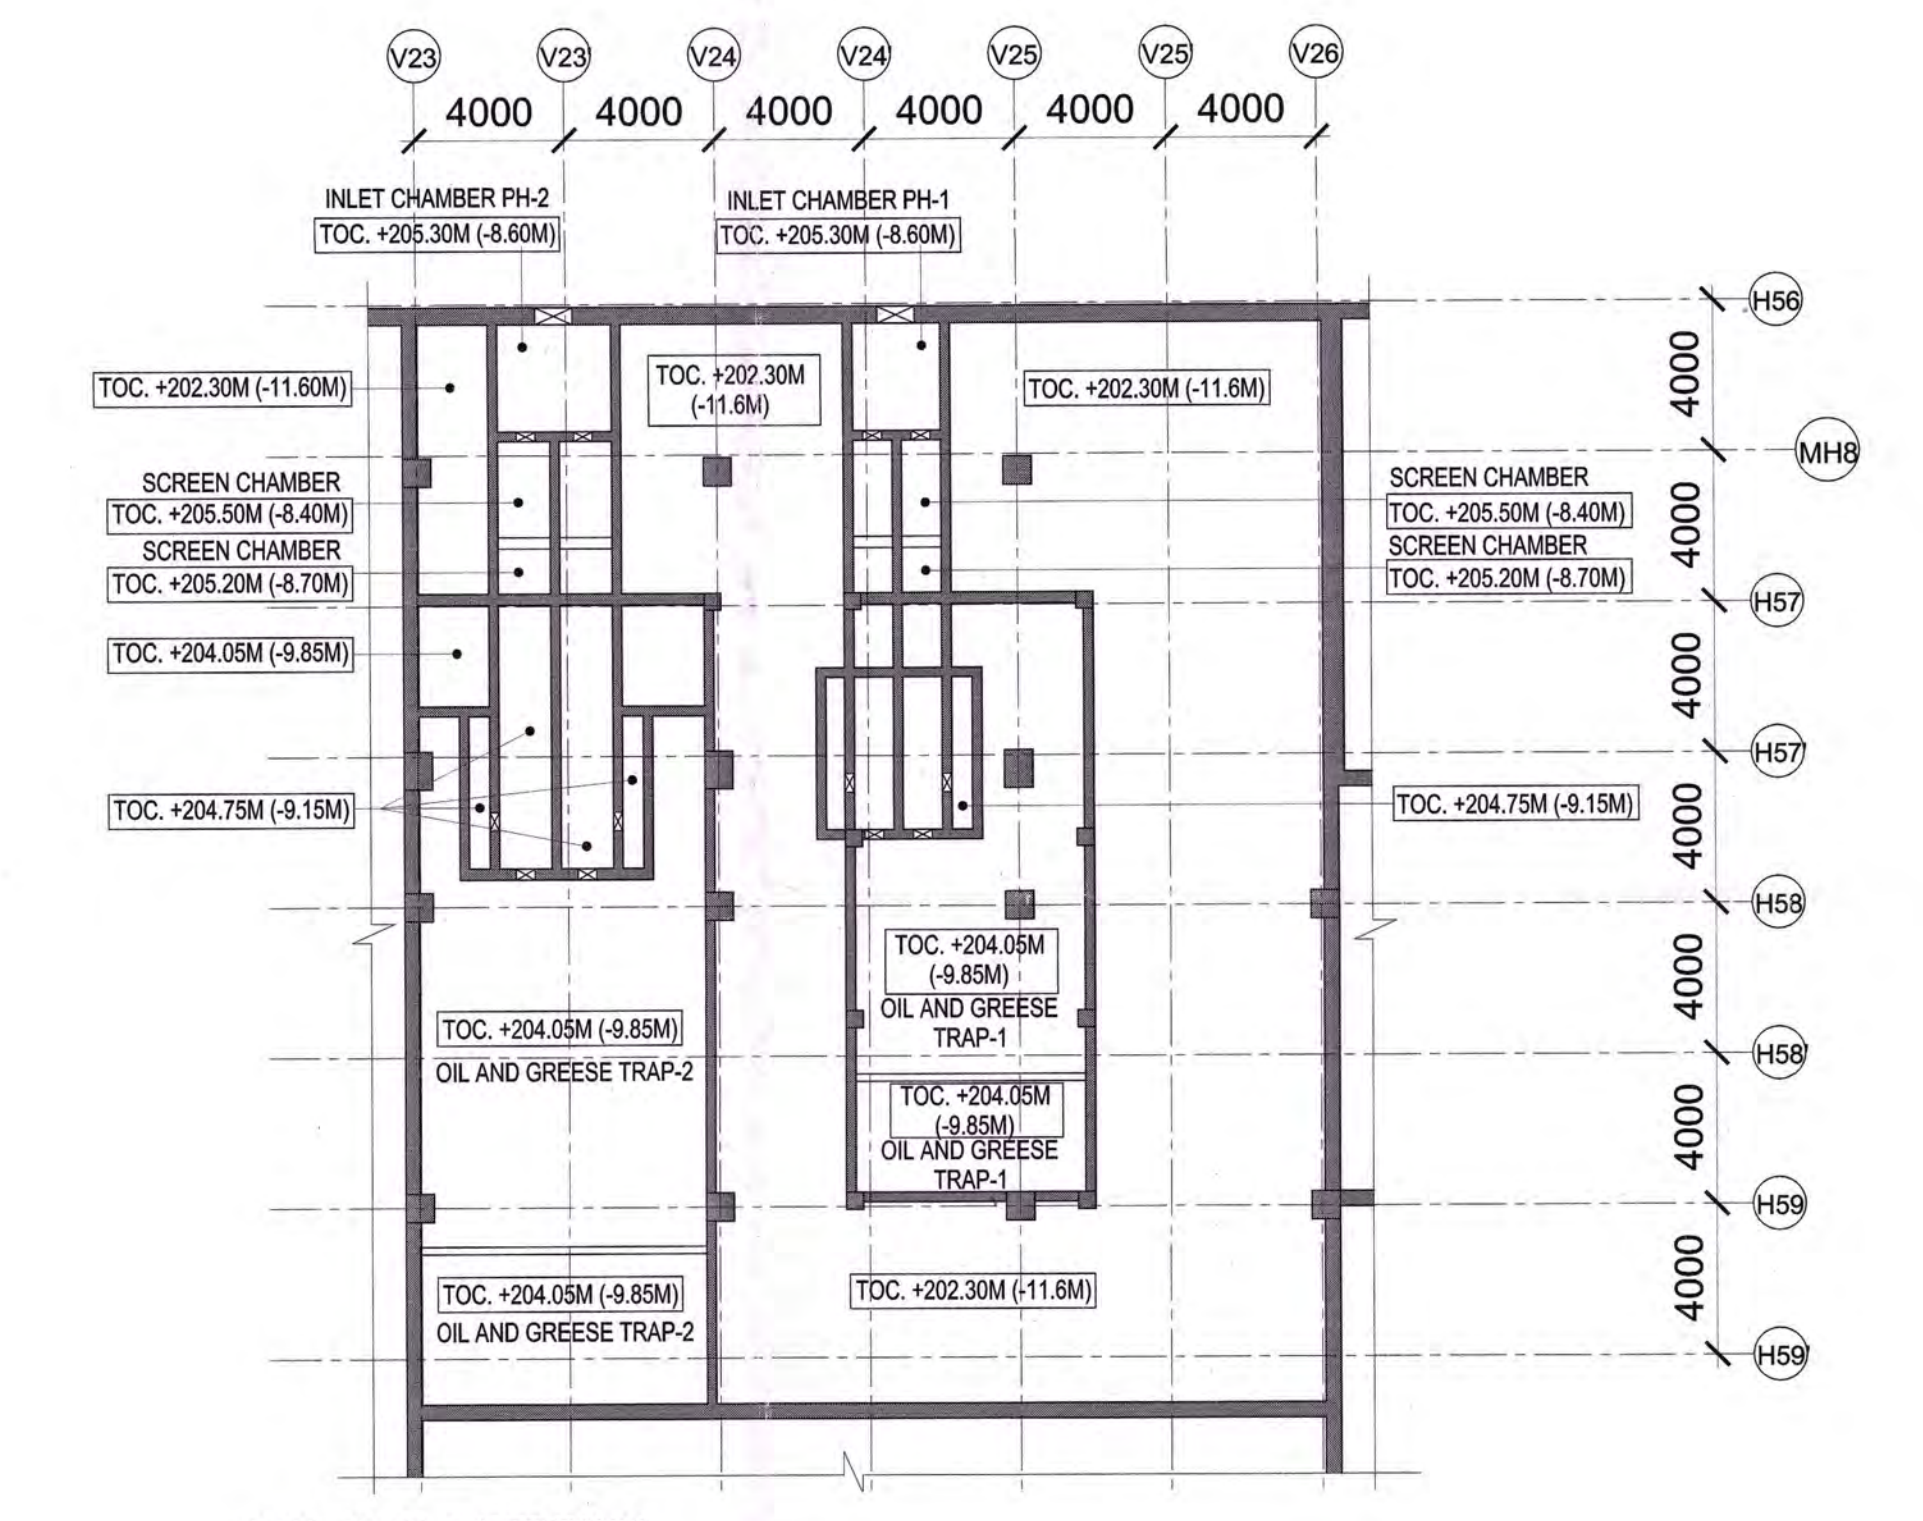 V23 V23' V24 V24' V25 V25' V26
4000 4000 4000 4000 4000 4000
INLET CHAMBER PH-2
TOC. +205.30M (-8.60M)
INLET CHAMBER PH-1
TOC. +205.30M (-8.60M)
H56
4000
MH8
4000
H57
4000
H57'
4000
H58
4000
H58'
4000
H59
4000
H59'
TOC. +202.30M (-11.60M)
TOC. +202.30M
(-11.6M)
TOC. +202.30M (-11.6M)
SCREEN CHAMBER
TOC. +205.50M (-8.40M)
SCREEN CHAMBER
TOC. +205.20M (-8.70M)
SCREEN CHAMBER
TOC. +205.50M (-8.40M)
SCREEN CHAMBER
TOC. +205.20M (-8.70M)
TOC. +204.05M (-9.85M)
TOC. +204.75M (-9.15M)
TOC. +204.75M (-9.15M)
TOC. +204.05M
(-9.85M)
OIL AND GREESE
TRAP-1
TOC. +204.05M (-9.85M)
OIL AND GREESE TRAP-2
TOC. +204.05M
(-9.85M)
OIL AND GREESE
TRAP-1
TOC. +204.05M (-9.85M)
OIL AND GREESE TRAP-2
TOC. +202.30M (-11.6M)